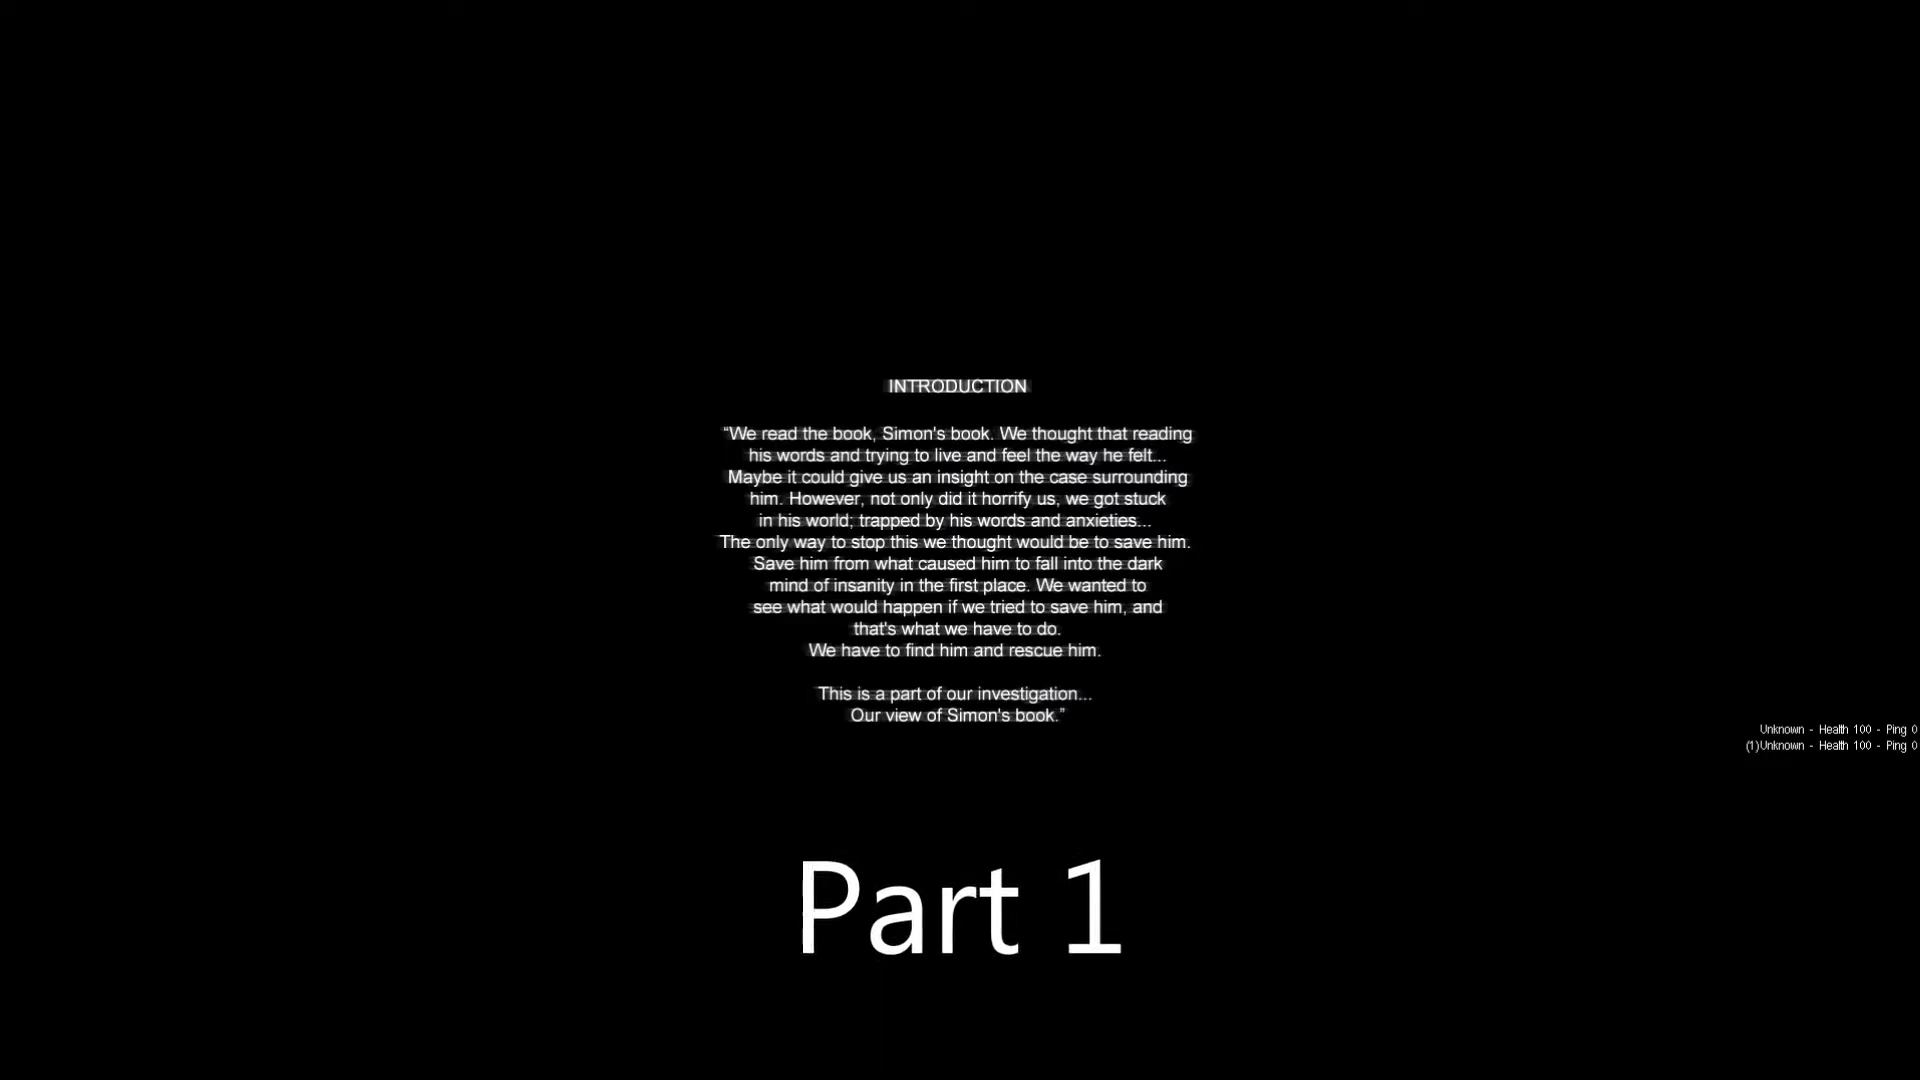 INTRODUCTION
“We read the book, Simon's book. We thought that reading
his words and trying to live and feel the way he felt...
Maybe it could give us an insight on the case surrounding
him. However, not only did it horrify us, we got stuck
in his world; trapped by his words and anxieties...
The only way to stop this we thought would be to save him.
Save him from what caused him to fall into the dark
mind of insanity in the first place. We wanted to
see what would happen if we tried to save him, and
that's what we have to do.
We have to find him and rescue him.
This is a part of our investigation...
Our view of Simon's book.”
Unknown - Health 100 - Ping 0
(1)Unknown - Health 100 - Ping 0
Part 1